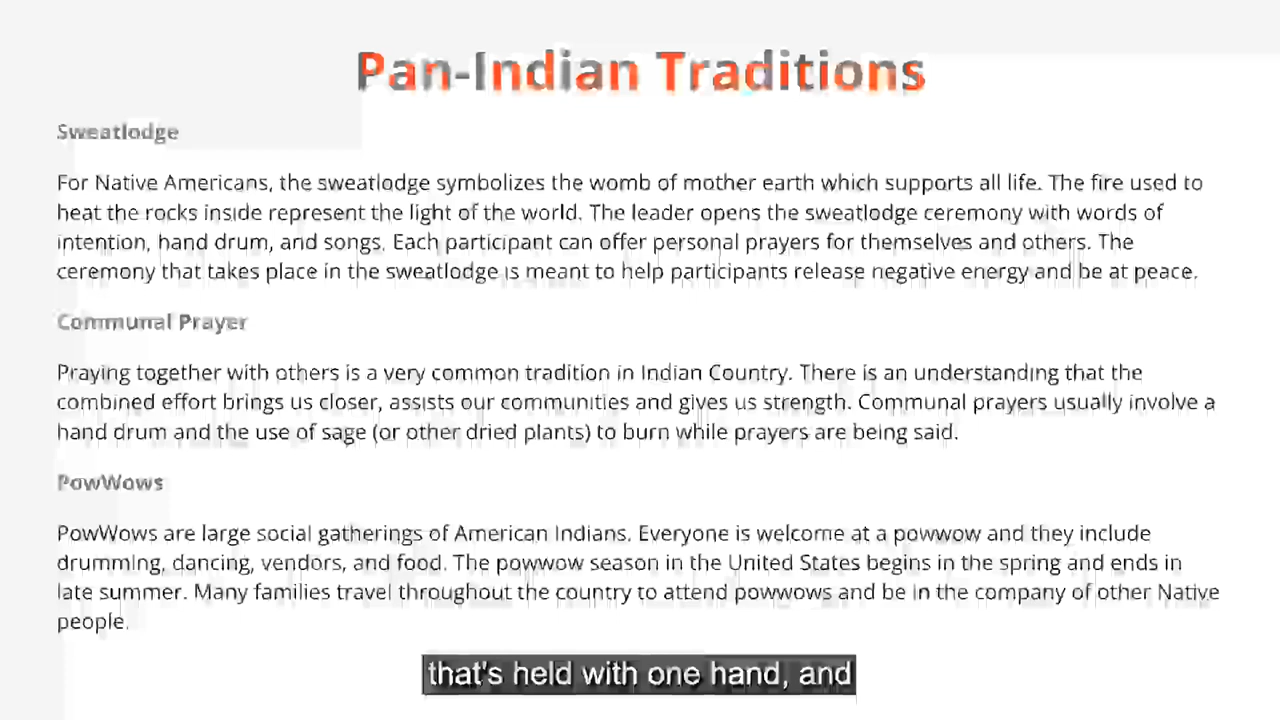 Pan-Indian Traditions
Sweatlodge
For Native Americans, the sweatlodge symbolizes the womb of mother earth which supports all life. The fire used to
heat the rocks inside represent the light of the world. The leader opens the sweatlodge ceremony with words of
intention, hand drum, and songs. Each participant can offer personal prayers for themselves and others. The
ceremony that takes place in the sweatlodge is meant to help participants release negative energy and be at peace.
Communal Prayer
Praying together with others is a very common tradition in Indian Country. There is an understanding that the
combined effort brings us closer, assists our communities and gives us strength. Communal prayers usually involve a
hand drum and the use of sage (or other dried plants) to burn while prayers are being said.
PowWows
PowWows are large social gatherings of American Indians. Everyone is welcome at a powwow and they include
drumming, dancing, vendors, and food. The powwow season in the United States begins in the spring and ends in
late summer. Many families travel throughout the country to attend powwows and be in the company of other Native
people.
that's held with one hand, and